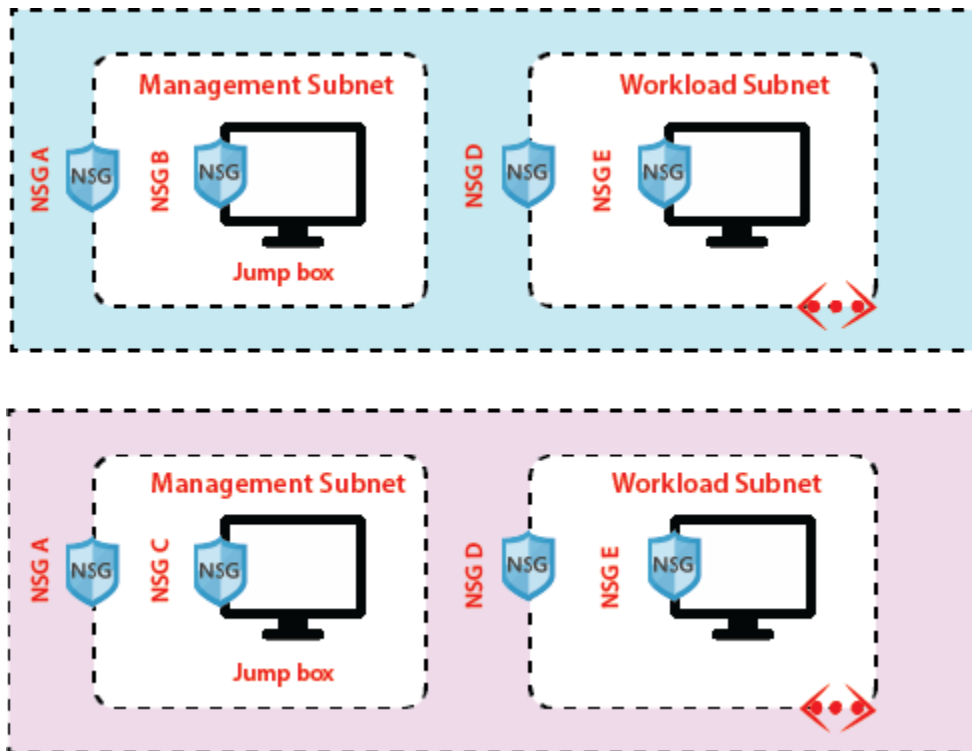 Management Subnet
NSG A
NSG
NSG B
NSG
Jump box
Workload Subnet
NSG D
NSG
NSG E
NSG
Management Subnet
NSG A
NSG
NSG C
NSG
Jump box
Workload Subnet
NSG D
NSG
NSG E
NSG